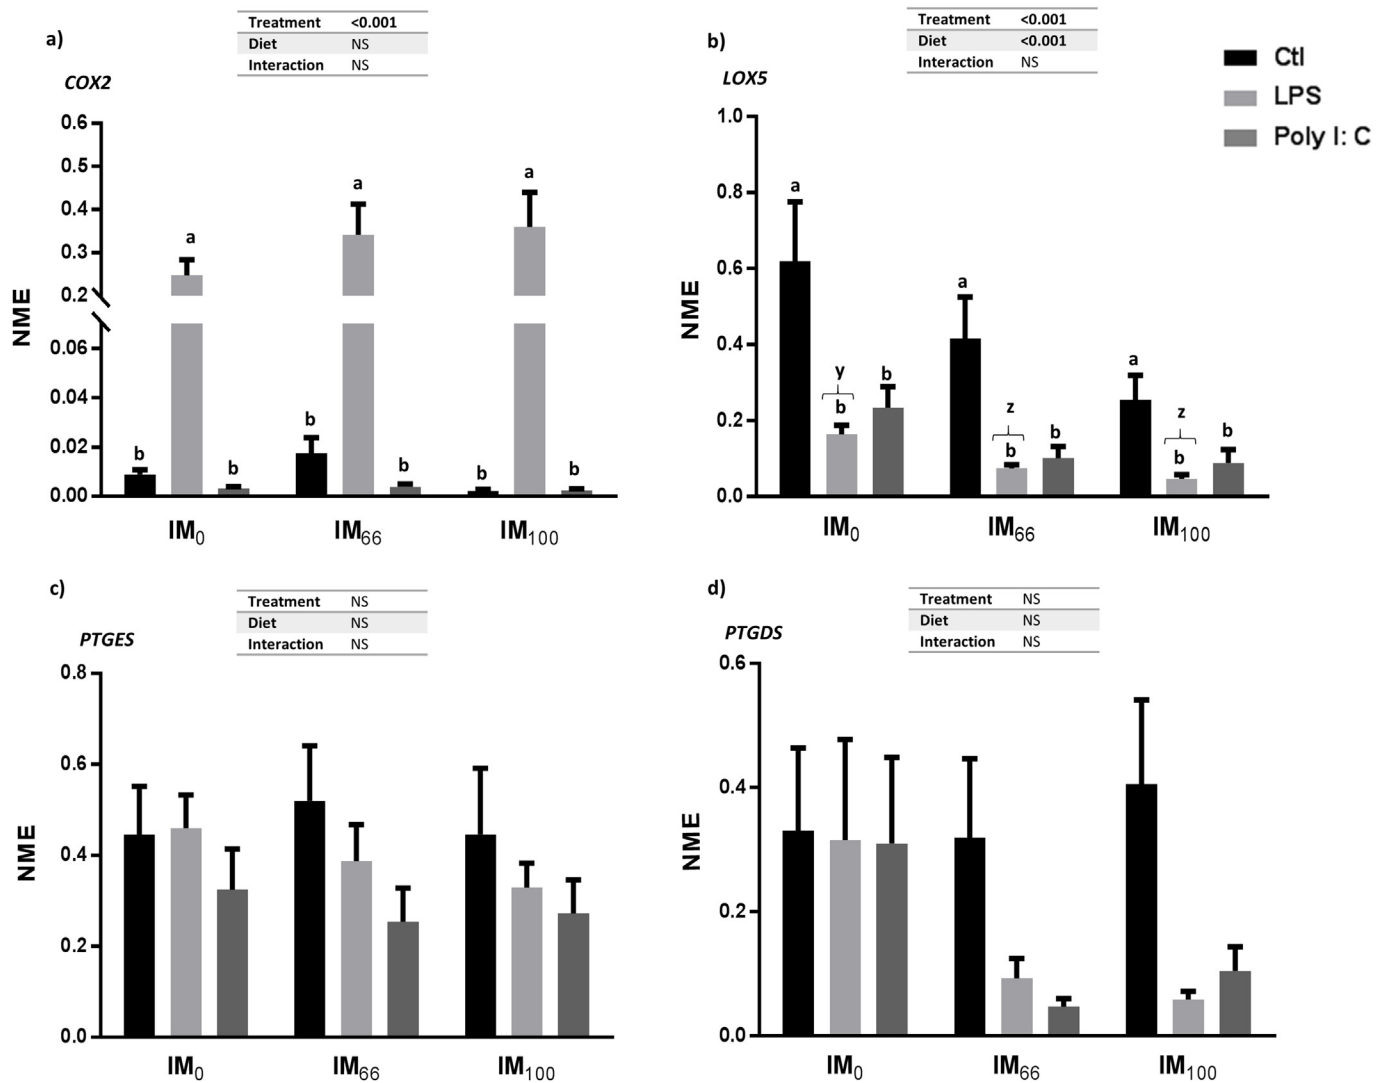 a)
Treatment <0.001
Diet NS
Interaction NS
COX2
0.6
0.5
0.4
0.3
0.2
0.06
0.04
0.02
0.00
NME
b a b
b a b
b a b
IM0 IM66 IM100
b)
Treatment <0.001
Diet <0.001
Interaction NS
LOX5
Ctl
LPS
Poly I: C
1.0
0.8
0.6
0.4
0.2
0.0
NME
a y b b
a z b b
a z b b
IM0 IM66 IM100
c)
Treatment NS
Diet NS
Interaction NS
PTGES
0.8
0.6
0.4
0.2
0.0
NME
IM0 IM66 IM100
d)
Treatment NS
Diet NS
Interaction NS
PTGDS
0.6
0.4
0.2
0.0
NME
IM0 IM66 IM100